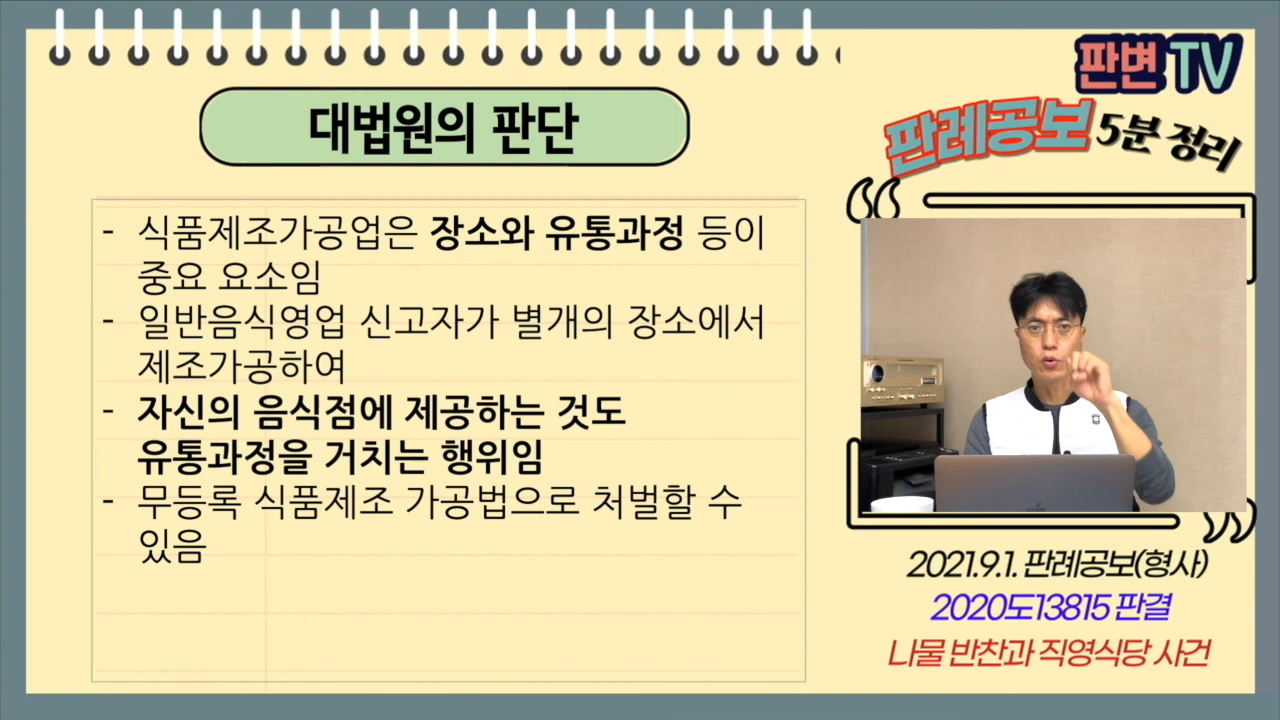 대법원의 판단
- 식품제조가공업은 장소와 유통과정 등이
중요 요소임
- 일반음식영업 신고자가 별개의 장소에서
제조가공하여
- 자신의 음식점에 제공하는 것도
유통과정을 거치는 행위임
- 무등록 식품제조 가공법으로 처벌할 수
있음
판변 TV
판례공보 5분 정리
2021.9.1. 판례공보(형사)
2020도13815 판결
나물 반찬과 직영식당 사건